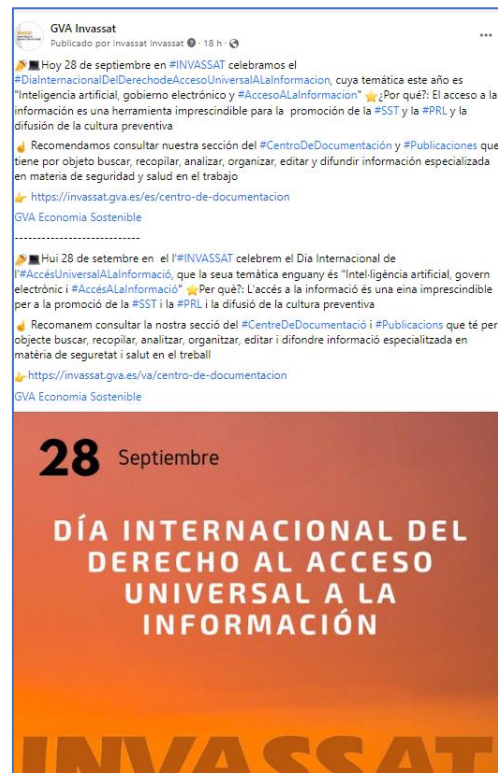 GVA Invassat
Publicado por Invassat Invassat · 18 h ·
Hoy 28 de septiembre en #INVASSAT celebramos el
#DiaInternacionalDelDerechodeAccesoUniversalALaInformacion, cuya temática este año es
"Inteligencia artificial, gobierno electrónico y #AccesoALaInformacion" ⭐¿Por qué?: El acceso a la
información es una herramienta imprescindible para la promoción de la #SST y la #PRL y la
difusión de la cultura preventiva
☝ Recomendamos consultar nuestra sección del #CentroDeDocumentación y #Publicaciones que
tiene por objeto buscar, recopilar, analizar, organizar, editar y difundir información especializada
en materia de seguridad y salud en el trabajo
👉 https://invassat.gva.es/es/centro-de-documentacion
GVA Economia Sostenible
----------------------------
Hui 28 de setembre en el l'#INVASSAT celebrem el Dia Internacional de
l'#AccésUniversalALaInformació, que la seua temàtica enguany és "Intel·ligència artificial, govern
electrònic i #AccésALaInformació" ⭐Per què?: L'accés a la informació és una eina imprescindible
per a la promoció de la #SST i la #PRL i la difusió de la cultura preventiva
☝ Recomanem consultar la nostra secció del #CentreDeDocumentació i #Publicacions que té per
objecte buscar, recopilar, analitzar, organtizar, editar i difondre informació especialitzada en
matèria de seguretat i salut en el treball
👉https://invassat.gva.es/va/centro-de-documentacion
GVA Economia Sostenible
28 Septiembre
DÍA INTERNACIONAL DEL
DERECHO AL ACCESO
UNIVERSAL A LA
INFORMACIÓN
INVASSAT